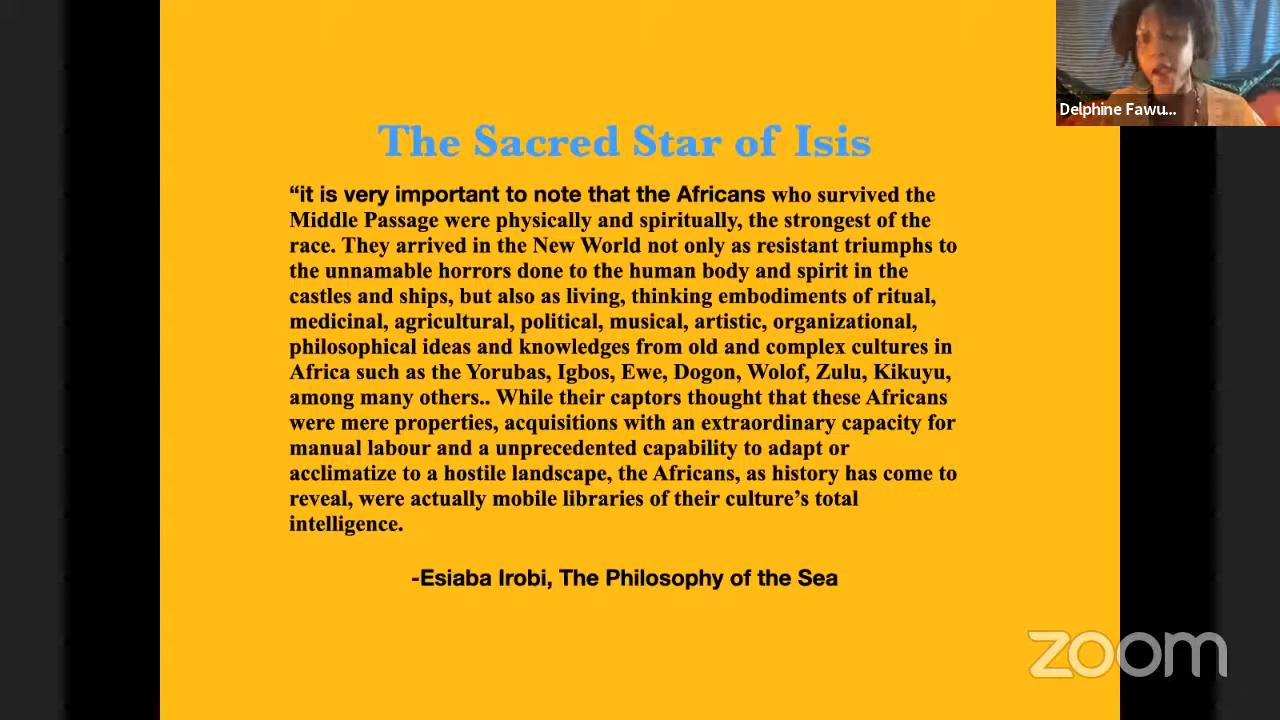 Delphine Fawu...
The Sacred Star of Isis
“it is very important to note that the Africans who survived the
Middle Passage were physically and spiritually, the strongest of the
race. They arrived in the New World not only as resistant triumphs to
the unnamable horrors done to the human body and spirit in the
castles and ships, but also as living, thinking embodiments of ritual,
medicinal, agricultural, political, musical, artistic, organizational,
philosophical ideas and knowledges from old and complex cultures in
Africa such as the Yorubas, Igbos, Ewe, Dogon, Wolof, Zulu, Kikuyu,
among many others.. While their captors thought that these Africans
were mere properties, acquisitions with an extraordinary capacity for
manual labour and a unprecedented capability to adapt or
acclimatize to a hostile landscape, the Africans, as history has come to
reveal, were actually mobile libraries of their culture’s total
intelligence.
-Esiaba Irobi, The Philosophy of the Sea
zoom